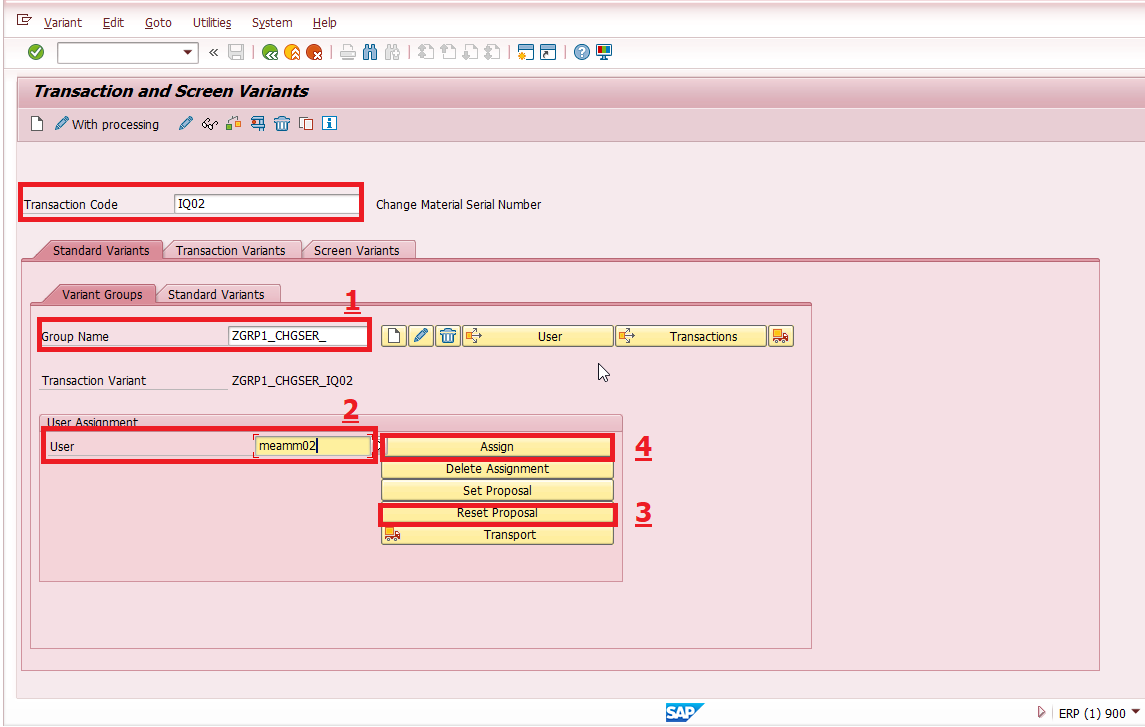 Variant Edit Goto Utilities System Help
Transaction and Screen Variants
With processing
Transaction Code IQ02 Change Material Serial Number
Standard Variants Transaction Variants Screen Variants
Variant Groups Standard Variants
1
Group Name ZGRP1_CHGSER_ User Transactions
Transaction Variant ZGRP1_CHGSER_IQ02
2
User Assignment
User meamm02 Assign 4
Delete Assignment
Set Proposal
Reset Proposal 3
Transport
SAP ERP (1) 900